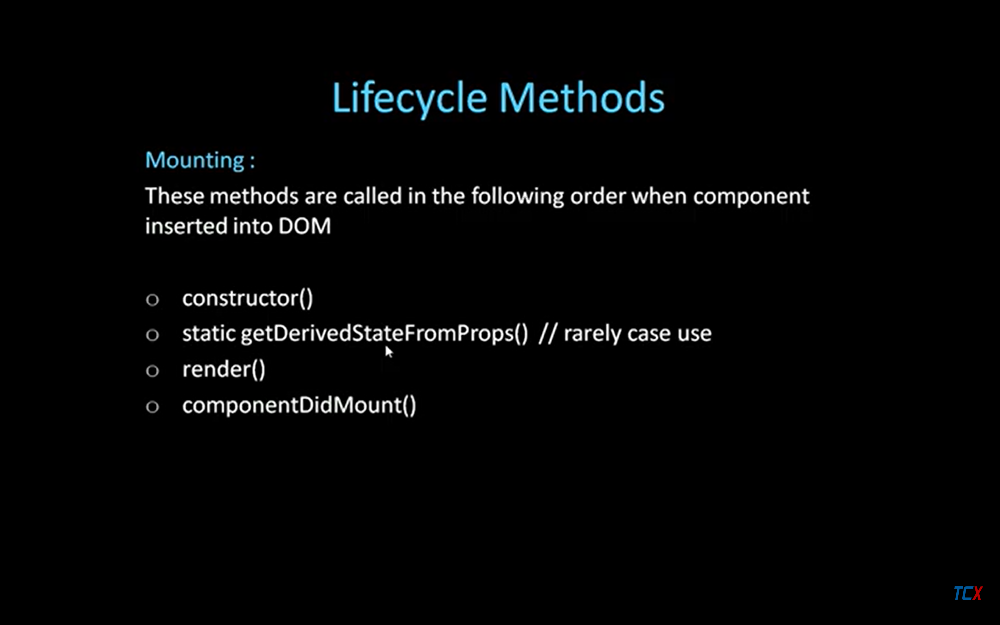 Lifecycle Methods
Mounting :
These methods are called in the following order when component
inserted into DOM
constructor()
static getDerivedStateFromProps() // rarely case use
render()
componentDidMount()
TCX